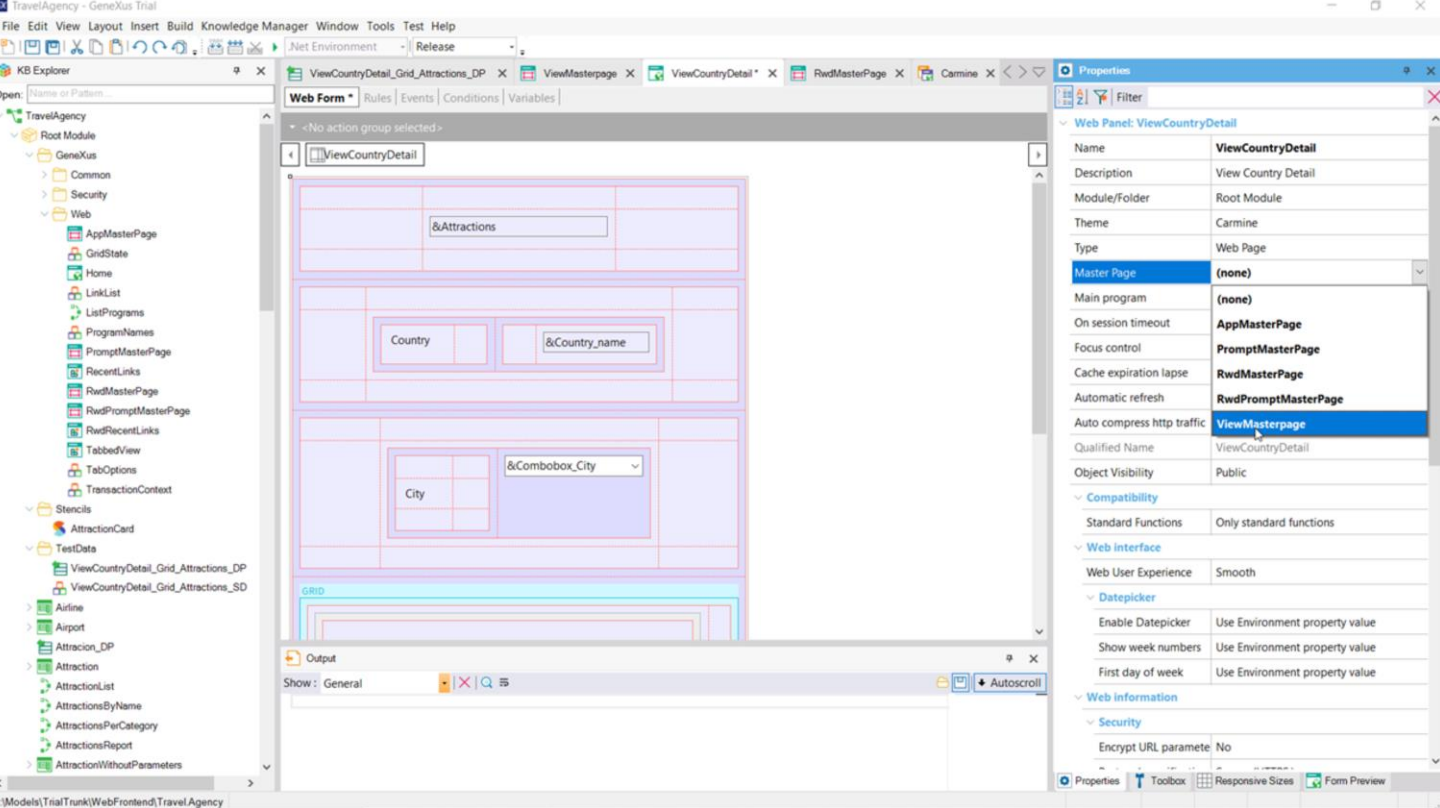 TravelAgency - GeneXus Trial
File Edit View Layout Insert Build Knowledge Manager Window Tools Test Help
.Net Environment Release
KB Explorer
Open: Name or Pattern...
TravelAgency
Root Module
GeneXus
Common
Security
Web
AppMasterPage
GridState
Home
LinkList
ListPrograms
ProgramNames
PromptMasterPage
RecentLinks
RwdMasterPage
RwdPromptMasterPage
RwdRecentLinks
TabbedView
TabOptions
TransactionContext
Stencils
AttractionCard
TestData
ViewCountryDetail_Grid_Attractions_DP
ViewCountryDetail_Grid_Attractions_SD
Airline
Airport
Attracion_DP
Attraction
AttractionList
AttractionsByName
AttractionsPerCategory
AttractionsReport
AttractionWithoutParameters
ViewCountryDetail_Grid_Attractions_DP ViewMasterpage ViewCountryDetail * RwdMasterPage Carmine
Web Form * Rules Events Conditions Variables
<No action group selected>
ViewCountryDetail
&Attractions
Country &Country_name
&Combobox_City
City
GRID
Output
Show: General Autoscroll
Properties
Filter
Web Panel: ViewCountryDetail
Name ViewCountryDetail
Description View Country Detail
Module/Folder Root Module
Theme Carmine
Type Web Page
Master Page (none)
Main program (none)
On session timeout AppMasterPage
Focus control PromptMasterPage
Cache expiration lapse RwdMasterPage
Automatic refresh RwdPromptMasterPage
Auto compress http traffic ViewMasterpage
Qualified Name ViewCountryDetail
Object Visibility Public
Compatibility
Standard Functions Only standard functions
Web interface
Web User Experience Smooth
Datepicker
Enable Datepicker Use Environment property value
Show week numbers Use Environment property value
First day of week Use Environment property value
Web information
Security
Encrypt URL paramete No
Properties Toolbox Responsive Sizes Form Preview
:\Models\TrialTrunk\WebFrontend\Travel.Agency